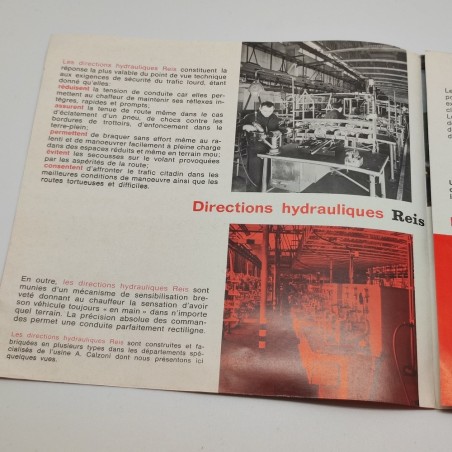 Les directions hydrauliques Reis constituent la
réponse la plus valable du point de vue technique
aux exigences de sécurité du trafic lourd, étant
donné qu'elles:
réduisent la tension de conduite car elles per-
mettent au chauffeur de maintenir ses réflexes in-
tègres, rapides et prompts;
assurent la tenue de route même dans le cas
d'éclatement d'un pneu, de chocs contre les
bordures de trottoirs, d'enfoncement dans le
terre-plein;
permettent de braquer sans effort même au ra-
lenti et de manoeuvrer facilement à pleine charge
dans des espaces réduits et même en terrain mou;
évitent les secousses sur le volant provoquées
par les aspérités de la route;
consentent d'affronter le trafic citadin dans les
meilleures conditions de manoeuvre ainsi que les
routes tortueuses et difficiles.
Directions hydrauliques Reis
En outre, les directions hydrauliques Reis sont
munies d'un mécanisme de sensibilisation bre-
veté donnant au chauffeur la sensation d'avoir
son véhicule toujours « en main » dans n'importe
quel terrain. La précision absolue des comman-
des permet une conduite parfaitement rectiligne.
Les directions hydrauliques Reis sont construites et fa-
briquées en plusieurs types dans les départements spé-
cialisés de l'usine A. Calzoni dont nous présentons ici
quelques vues.